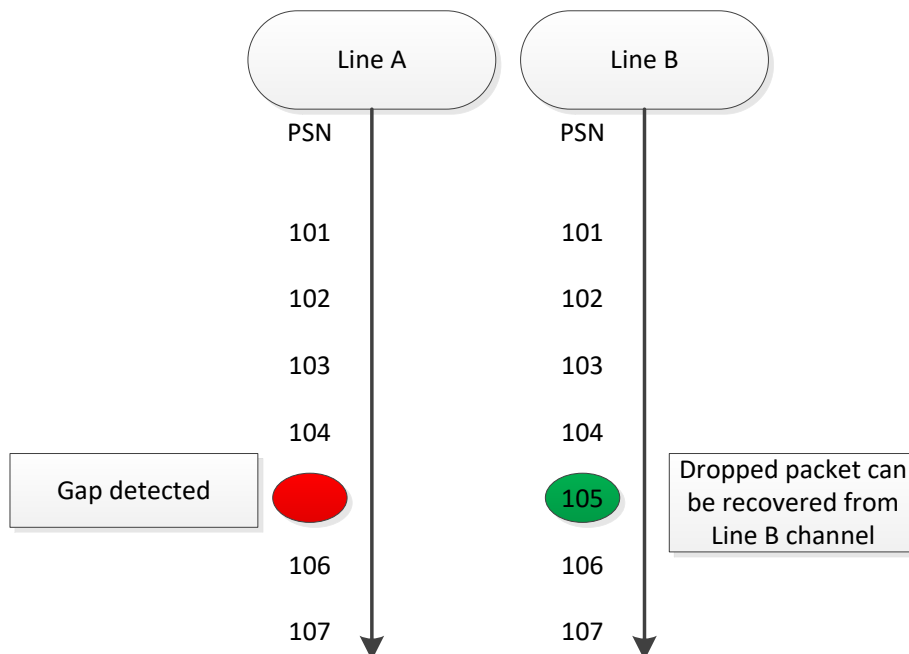 Line A
Line B
PSN
PSN
101
101
102
102
103
103
104
104
Gap detected
105
Dropped packet can
be recovered from
Line B channel
106
106
107
107